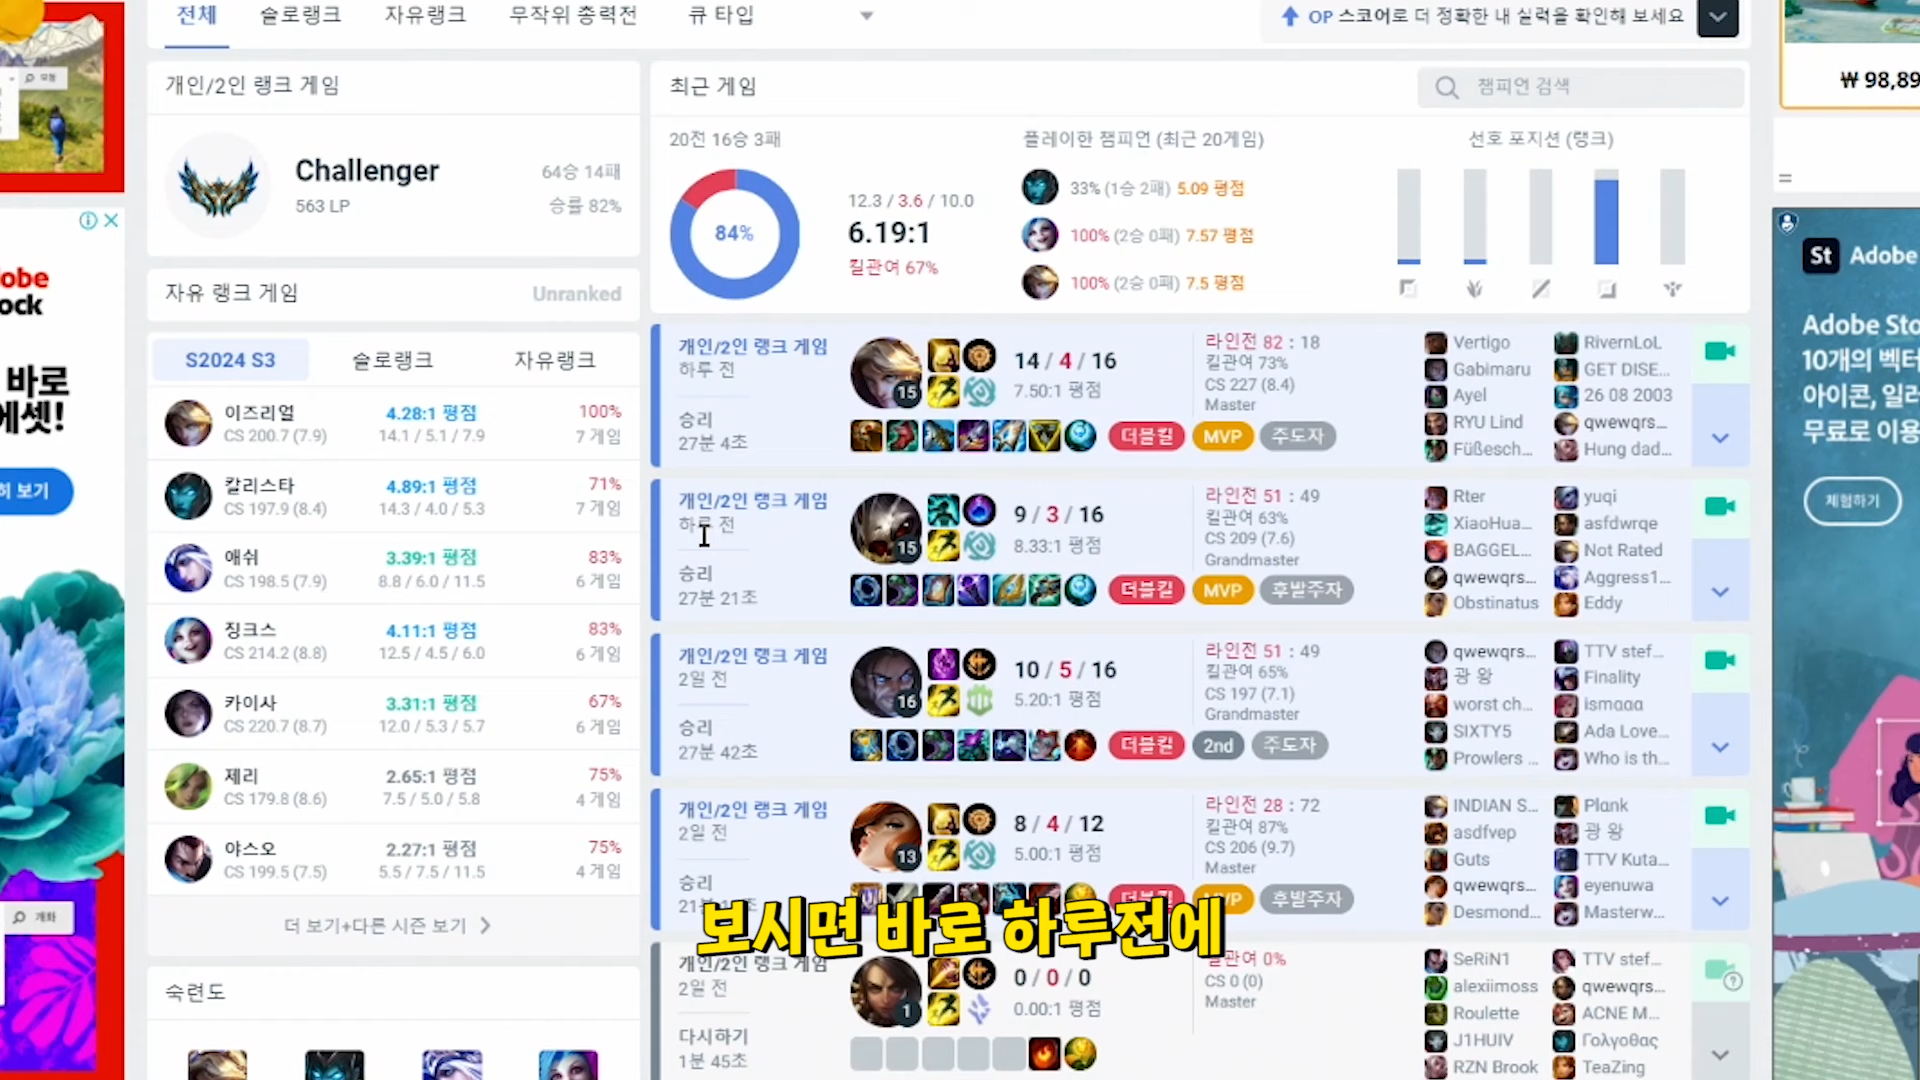 전체 솔로랭크 자유랭크 무작위 총력전 큐 타입
OP 스코어로 더 정확한 내 실력을 확인해 보세요
₩ 98,89
개인/2인 랭크 게임
Challenger
563 LP
64승 14패
승률 82%
자유 랭크 게임 Unranked
S2024 S3 솔로랭크 자유랭크
이즈리얼 4.28:1 평점 100%
CS 200.7 (7.9) 14.1 / 5.1 / 7.9 7 게임
칼리스타 4.89:1 평점 71%
CS 197.9 (8.4) 14.3 / 4.0 / 5.3 7 게임
애쉬 3.39:1 평점 83%
CS 198.5 (7.9) 8.8 / 6.0 / 11.5 6 게임
징크스 4.11:1 평점 83%
CS 214.2 (8.8) 12.5 / 4.5 / 6.0 6 게임
카이사 3.31:1 평점 67%
CS 220.7 (8.7) 12.0 / 5.3 / 5.7 6 게임
제리 2.65:1 평점 75%
CS 179.8 (8.6) 7.5 / 5.0 / 5.8 4 게임
야스오 2.27:1 평점 75%
CS 199.5 (7.5) 5.5 / 7.5 / 11.5 4 게임
더 보기+다른 시즌 보기
숙련도
최근 게임
챔피언 검색
20전 16승 3패
84%
12.3 / 3.6 / 10.0
6.19:1
킬관여 67%
플레이한 챔피언 (최근 20게임)
33% (1승 2패) 5.09 평점
100% (2승 0패) 7.57 평점
100% (2승 0패) 7.5 평점
선호 포지션 (랭크)
개인/2인 랭크 게임
하루 전
승리
27분 4초
15
14 / 4 / 16
7.50:1 평점
더블킬 MVP 주도자
라인전 82 : 18
킬관여 73%
CS 227 (8.4)
Master
Vertigo RivernLoL
Gabimaru GET DISE...
Ayel 26 08 2003
RYU Lind qwewqrs...
Füßesch... Hung dad...
개인/2인 랭크 게임
하루 전
승리
27분 21초
15
9 / 3 / 16
8.33:1 평점
더블킬 MVP 후발주자
라인전 51 : 49
킬관여 63%
CS 209 (7.6)
Grandmaster
Rter yuqi
XiaoHua... asfdwrqe
BAGGEL... Not Rated
qwewqrs... Aggress1...
Obstinatus Eddy
개인/2인 랭크 게임
2일 전
승리
27분 42초
16
10 / 5 / 16
5.20:1 평점
더블킬 2nd 주도자
라인전 51 : 49
킬관여 65%
CS 197 (7.1)
Grandmaster
qwewqrs... TTV stef...
광 왕 Finality
worst ch... ismααα
SIXTY5 Ada Love...
Prowlers ... Who is th...
개인/2인 랭크 게임
2일 전
승리
13
8 / 4 / 12
5.00:1 평점
후발주자
라인전 28 : 72
킬관여 87%
CS 206 (9.7)
Master
INDIAN S... Plαnk
asdfvep 광 왕
Guts TTV Kuta...
qwewqrs... eyenuwa
Desmond... Masterw...
보시면 바로 하루전에
개인/2인 랭크 게임
2일 전
다시하기
1분 45초
1
0 / 0 / 0
0.00:1 평점
킬관여 0%
CS 0 (0)
Master
SeRiN1 TTV stef...
alexiimoss qwewqrs...
Roulette ACNE M...
J1HUIV Γολγοθας
RZN Brook TeaZing
obe
ock
바로
에셋!
히 보기
개화
St Adobe
Adobe Sto
10개의 벡터
아이콘, 일러
무료로 이용
체험하기